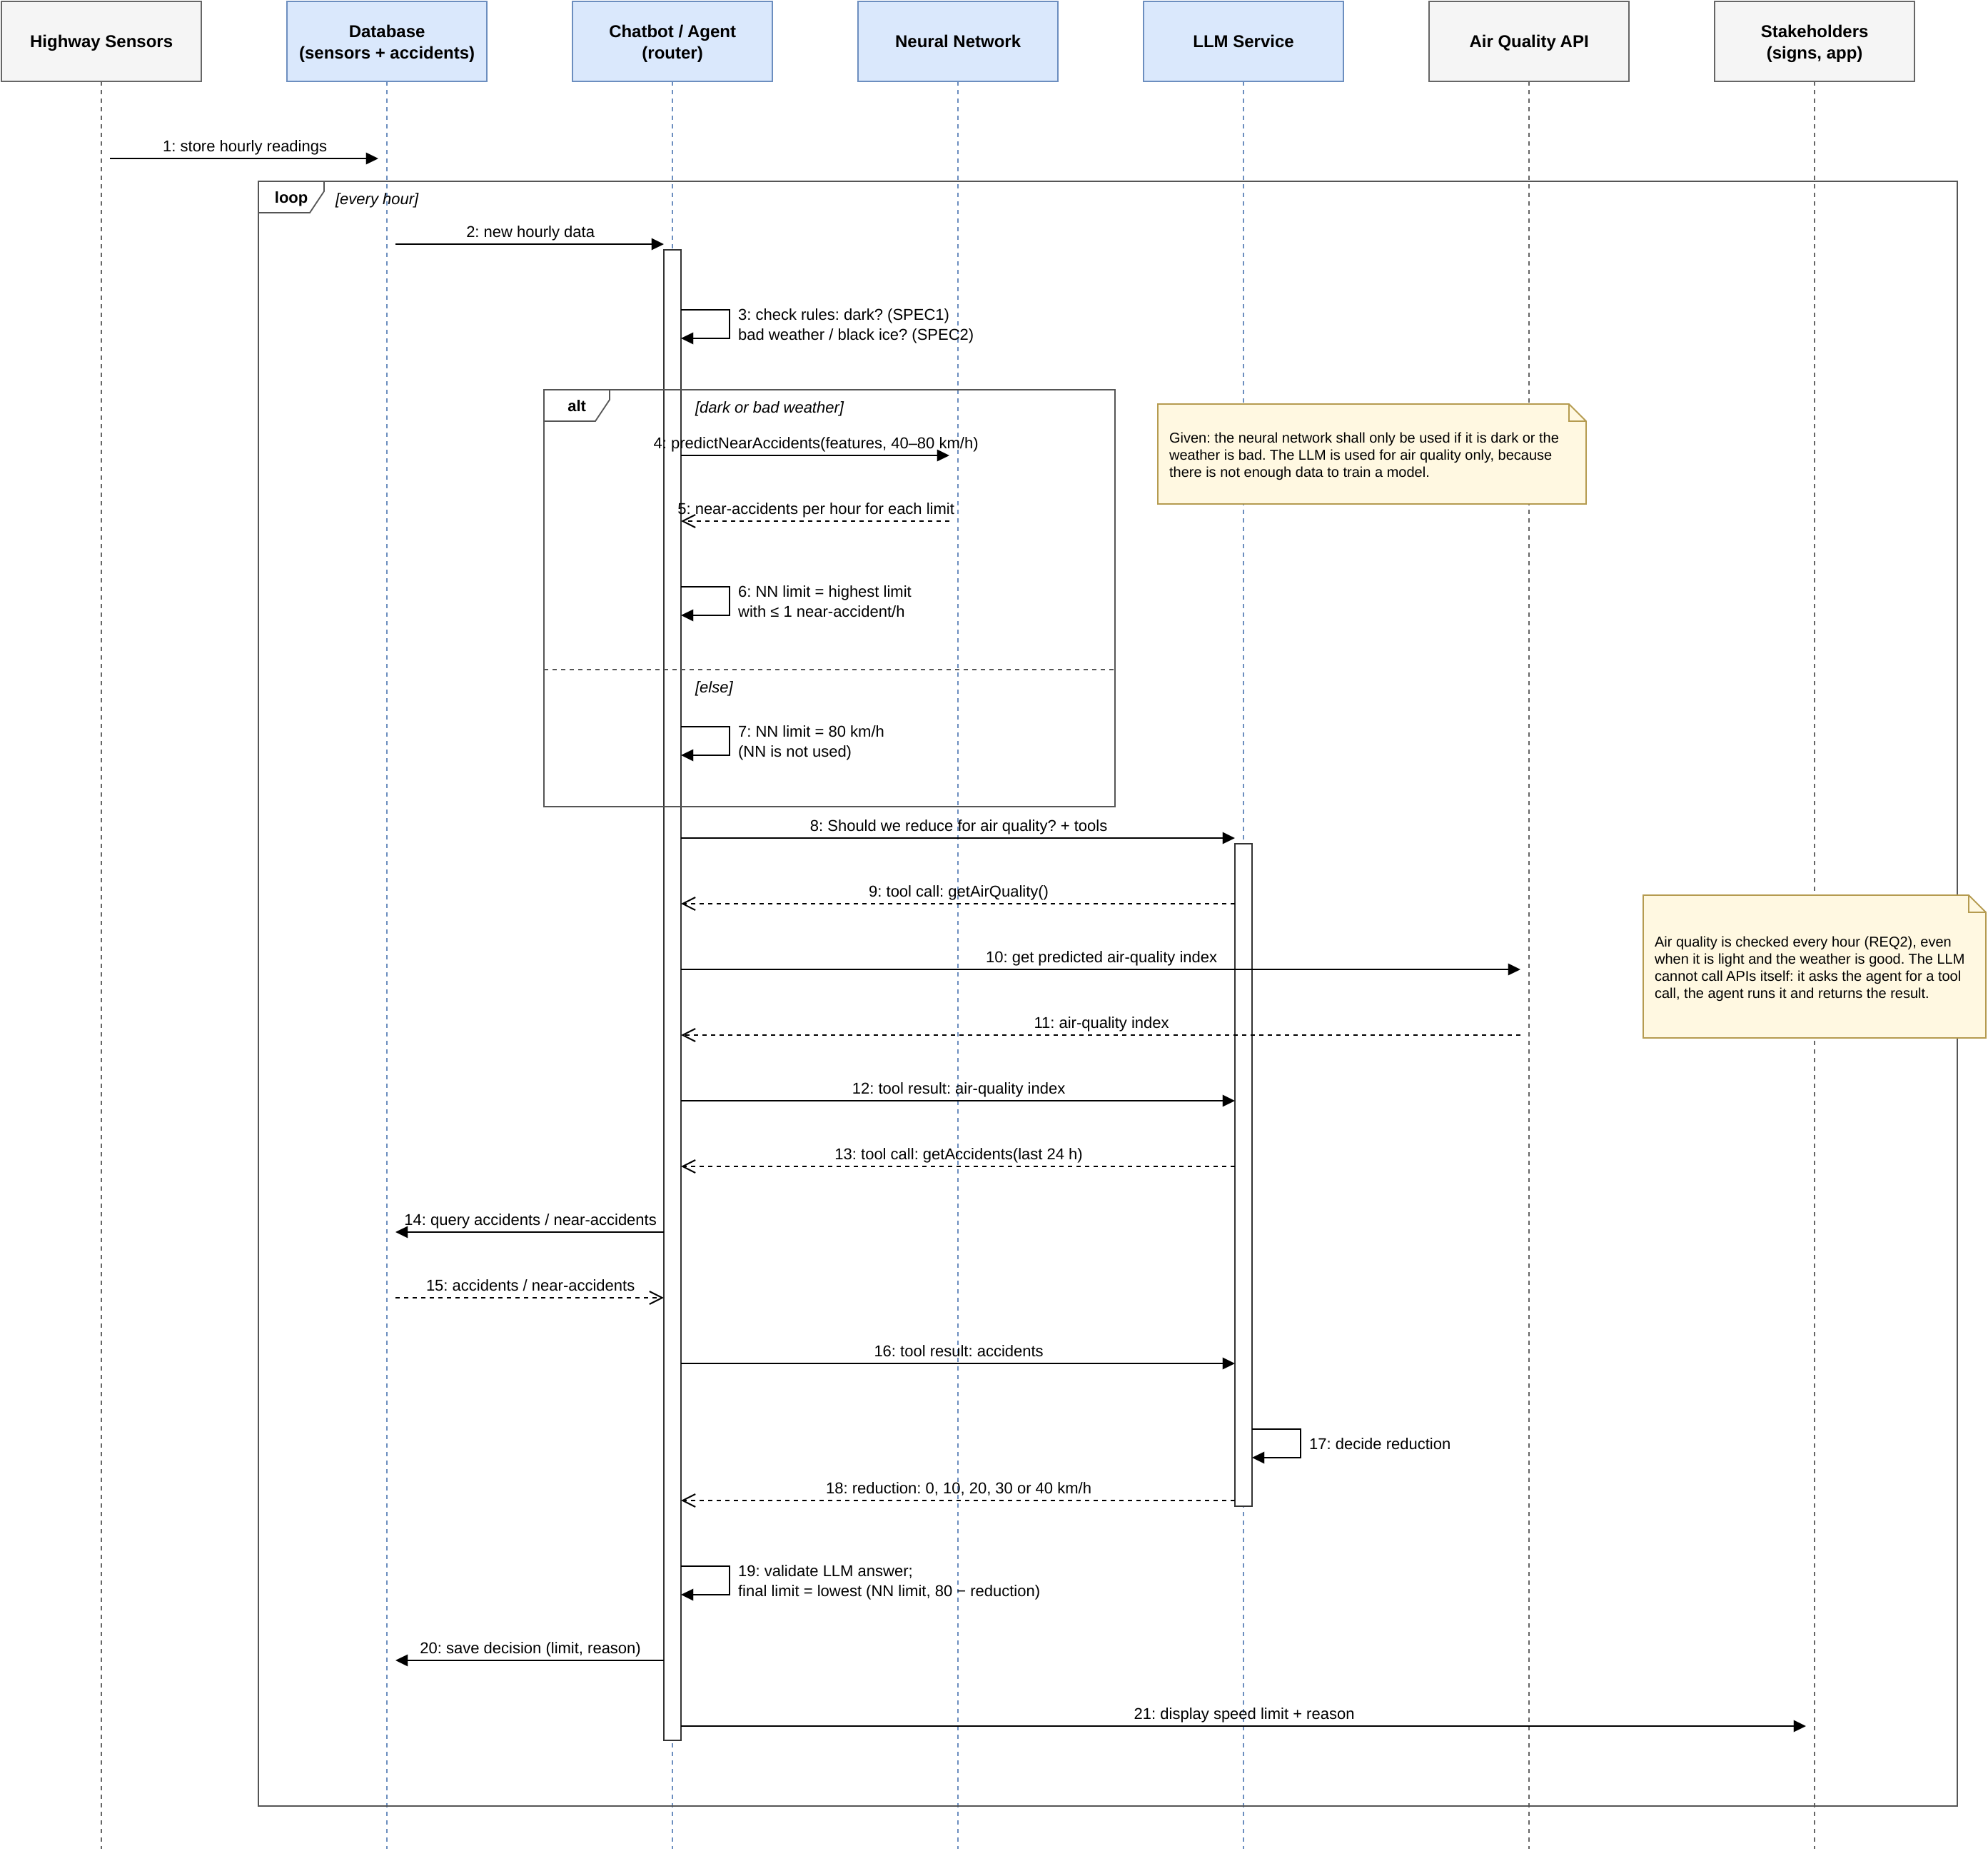 Highway Sensors
Database
(sensors + accidents)
Chatbot / Agent
(router)
Neural Network
LLM Service
Air Quality API
Stakeholders
(signs, app)
1: store hourly readings
loop
[every hour]
2: new hourly data
3: check rules: dark? (SPEC1)
bad weather / black ice? (SPEC2)
alt
[dark or bad weather]
4: predictNearAccidents(features, 40–80 km/h)
Given: the neural network shall only be used if it is dark or the
weather is bad. The LLM is used for air quality only, because
there is not enough data to train a model.
5: near-accidents per hour for each limit
6: NN limit = highest limit
with ≤ 1 near-accident/h
[else]
7: NN limit = 80 km/h
(NN is not used)
8: Should we reduce for air quality? + tools
9: tool call: getAirQuality()
Air quality is checked every hour (REQ2), even
when it is light and the weather is good. The LLM
cannot call APIs itself: it asks the agent for a tool
call, the agent runs it and returns the result.
10: get predicted air-quality index
11: air-quality index
12: tool result: air-quality index
13: tool call: getAccidents(last 24 h)
14: query accidents / near-accidents
15: accidents / near-accidents
16: tool result: accidents
17: decide reduction
18: reduction: 0, 10, 20, 30 or 40 km/h
19: validate LLM answer;
final limit = lowest (NN limit, 80 − reduction)
20: save decision (limit, reason)
21: display speed limit + reason